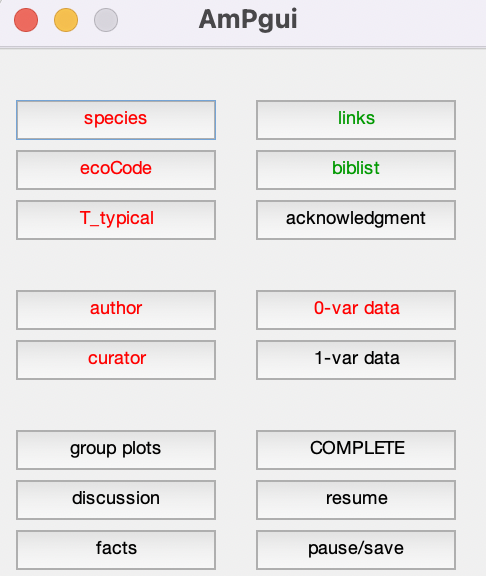 AmPgui
species
links
ecoCode
biblist
T_typical
acknowledgment
author
0-var data
curator
1-var data
group plots
COMPLETE
discussion
resume
facts
pause/save